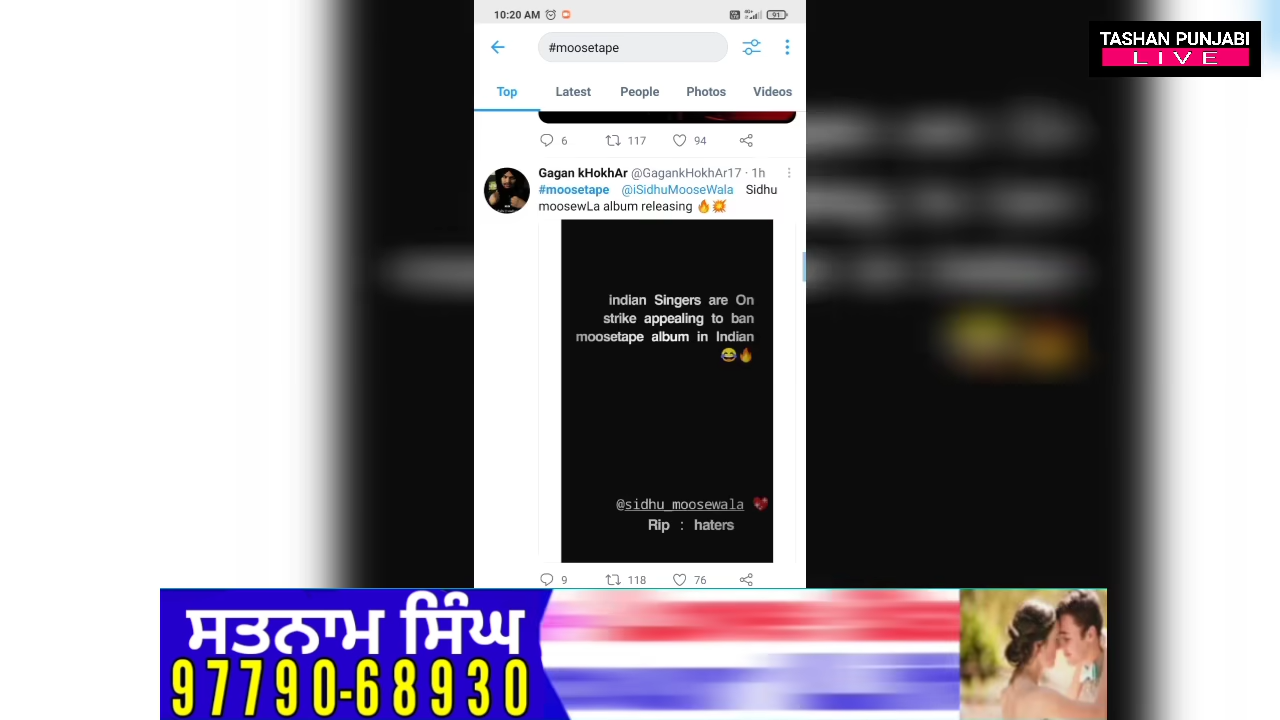 10:20 AM
91
#moosetape
Top Latest People Photos Videos
6 117 94
Gagan kHokhAr @GagankHokhAr17 · 1h
#moosetape @iSidhuMooseWala Sidhu
moosewLa album releasing 🔥💥
indian Singers are On
strike appealing to ban
moosetape album in Indian
😂🔥
@sidhu_moosewala 💖
Rip : haters
9 118 76
TASHAN PUNJABI
LIVE
ਸਤਨਾਮ ਸਿੰਘ
97790-68930